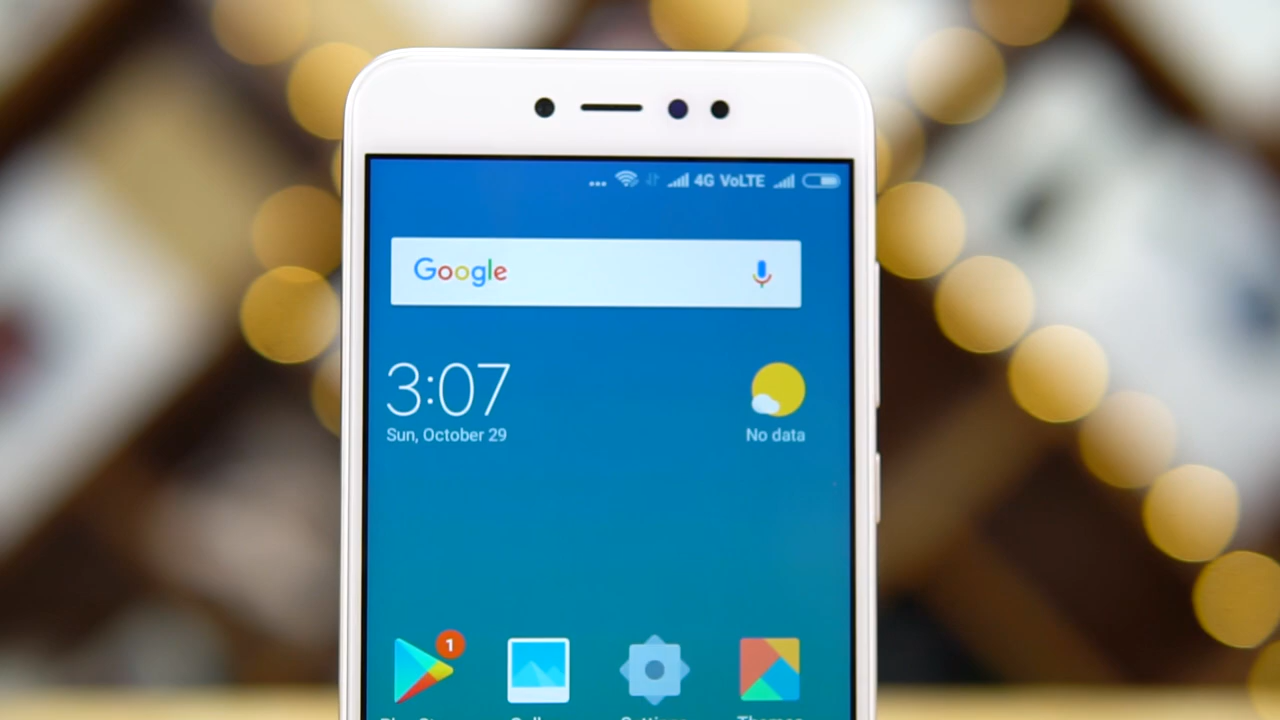 ... 4G VoLTE
Google
3:07
Sun, October 29
No data
1